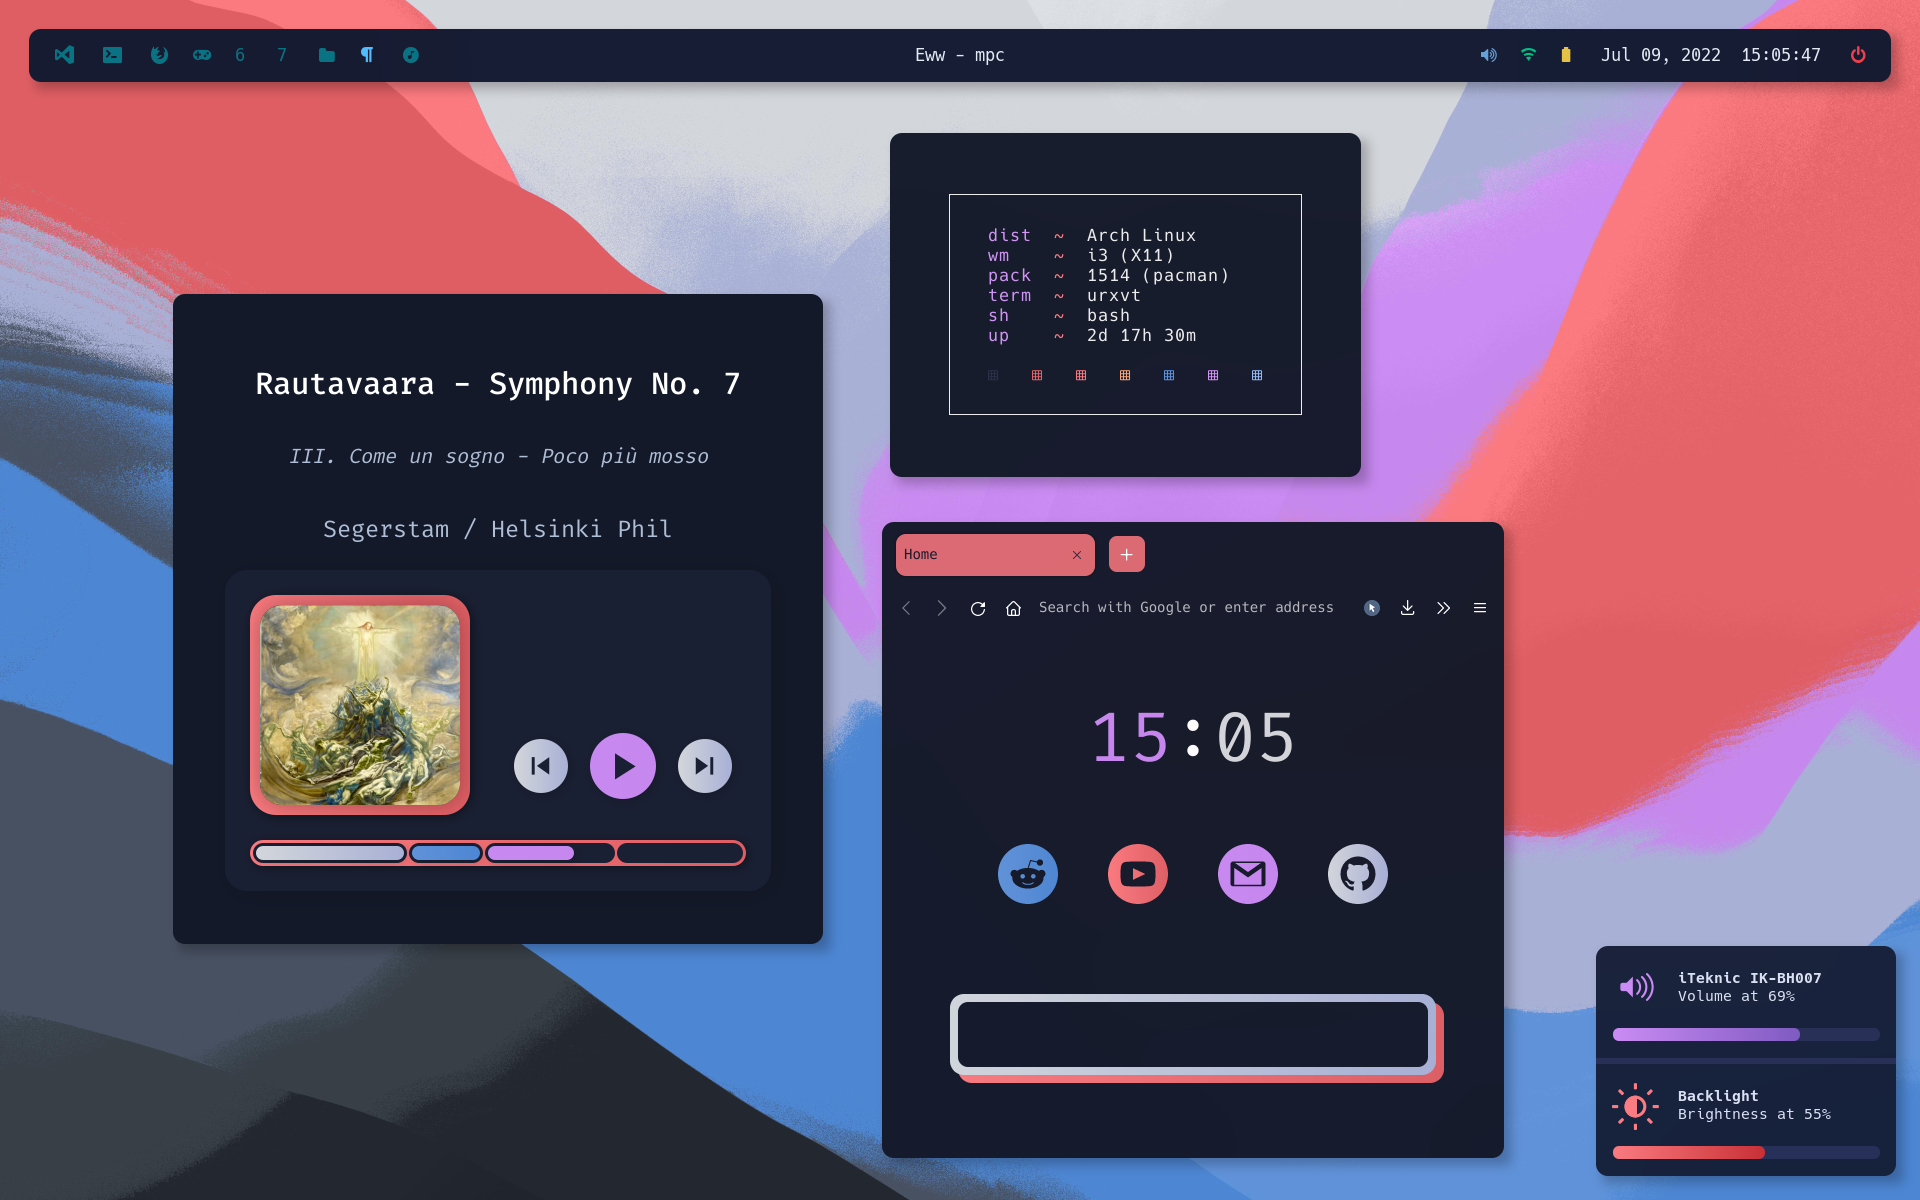 6 7
Eww - mpc
Jul 09, 2022 15:05:47
Rautavaara - Symphony No. 7
III. Come un sogno - Poco più mosso
Segerstam / Helsinki Phil
dist ~ Arch Linux
wm ~ i3 (X11)
pack ~ 1514 (pacman)
term ~ urxvt
sh ~ bash
up ~ 2d 17h 30m
Home
Search with Google or enter address
15:05
iTeknic IK-BH007
Volume at 69%
Backlight
Brightness at 55%